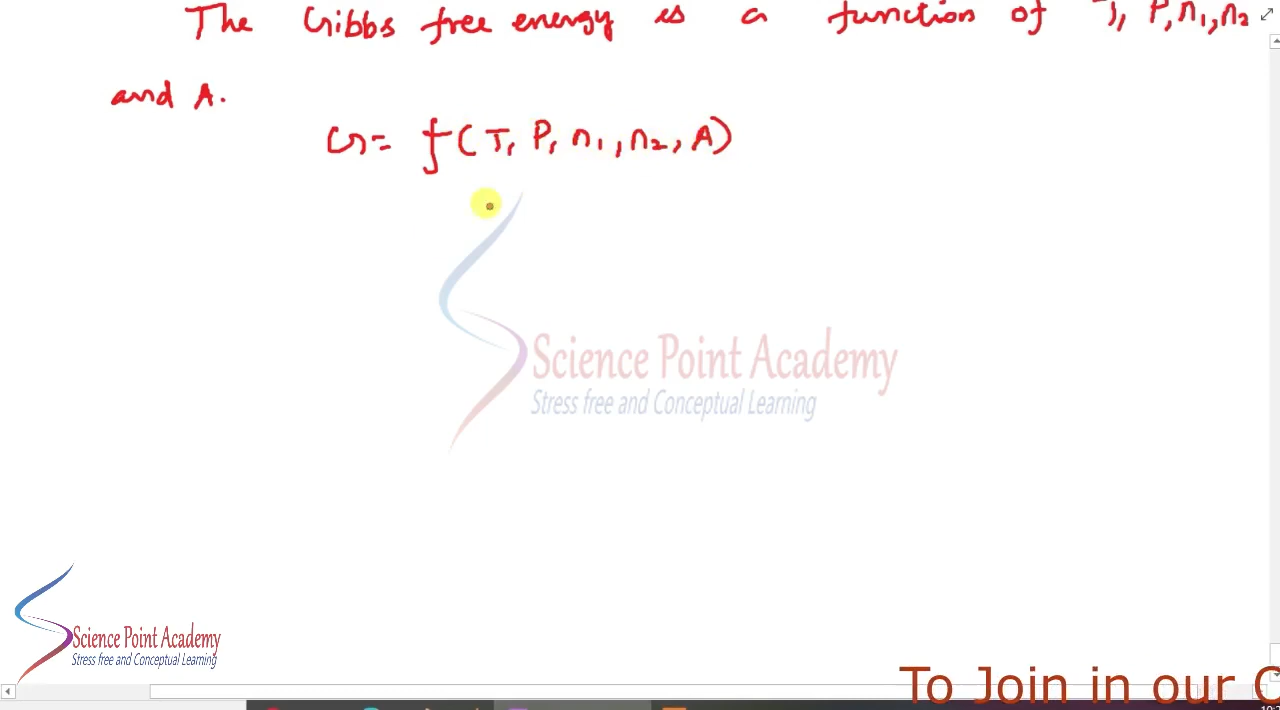 The Gibbs free energy is a function of T, P, n₁, n₂
and A.
G = f(T, P, n₁, n₂, A)
Science Point Academy
Stress free and Conceptual Learning
Science Point Academy
Stress free and Conceptual Learning
To Join in our C